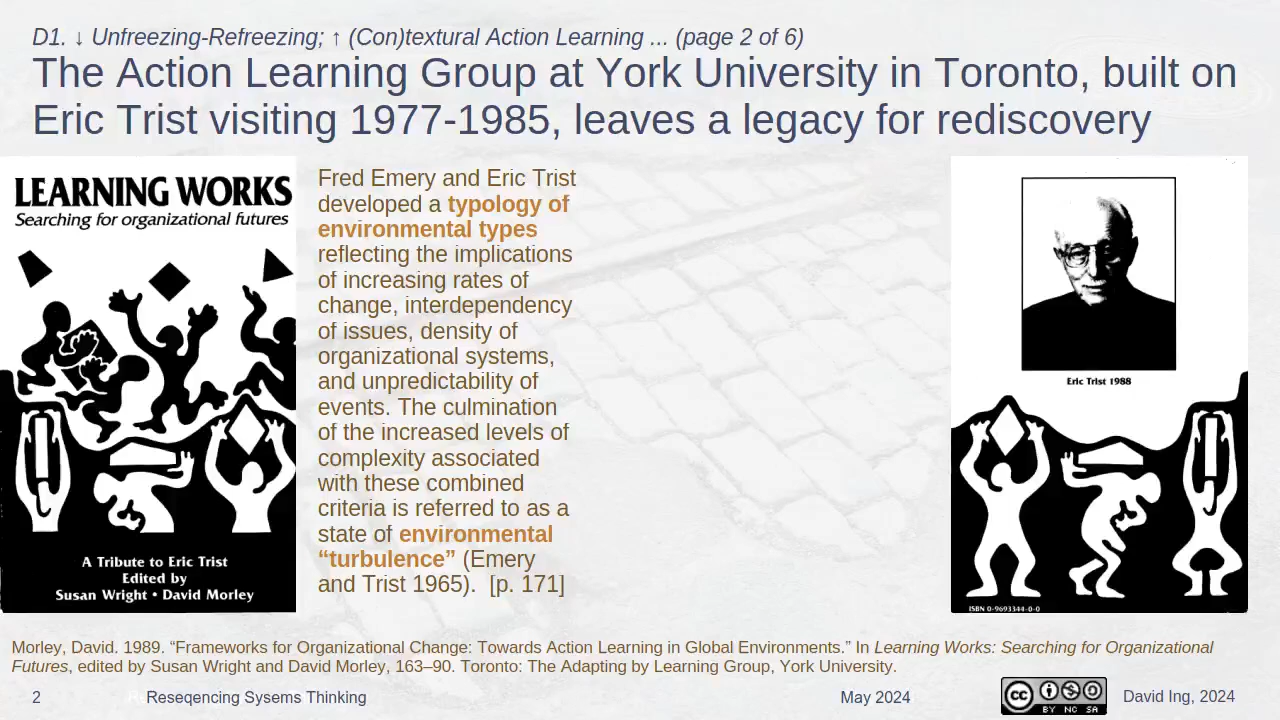 D1. ↓ Unfreezing-Refreezing; ↑ (Con)textural Action Learning ... (page 2 of 6)
The Action Learning Group at York University in Toronto, built on
Eric Trist visiting 1977-1985, leaves a legacy for rediscovery
LEARNING WORKS
Searching for organizational futures
A Tribute to Eric Trist
Edited by
Susan Wright • David Morley
Fred Emery and Eric Trist
developed a typology of
environmental types
reflecting the implications
of increasing rates of
change, interdependency
of issues, density of
organizational systems,
and unpredictability of
events. The culmination
of the increased levels of
complexity associated
with these combined
criteria is referred to as a
state of environmental
“turbulence” (Emery
and Trist 1965). [p. 171]
Eric Trist 1988
ISBN 0-9693344-0-0
Morley, David. 1989. “Frameworks for Organizational Change: Towards Action Learning in Global Environments.” In Learning Works: Searching for Organizational
Futures, edited by Susan Wright and David Morley, 163–90. Toronto: The Adapting by Learning Group, York University.
2
Reseqencing Sysems Thinking
May 2024
cc
BY NC SA
David Ing, 2024